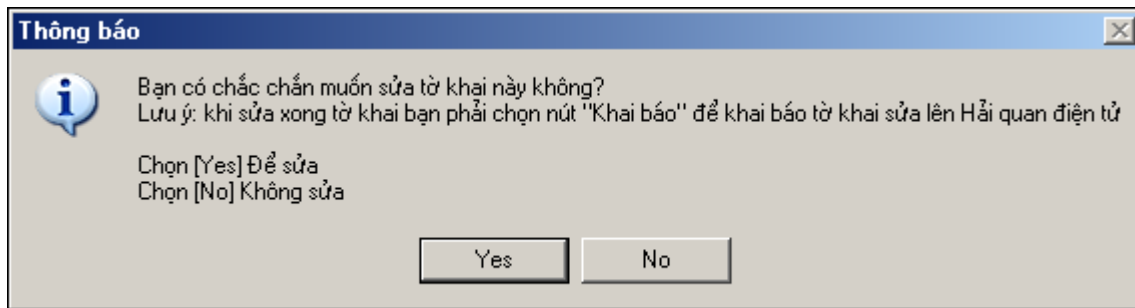 Thông báo
Bạn có chắc chắn muốn sửa tờ khai này không?
Lưu ý: khi sửa xong tờ khai bạn phải chọn nút "Khai báo" để khai báo tờ khai sửa lên Hải quan điện tử
Chọn [Yes] Để sửa
Chọn [No] Không sửa
Yes No